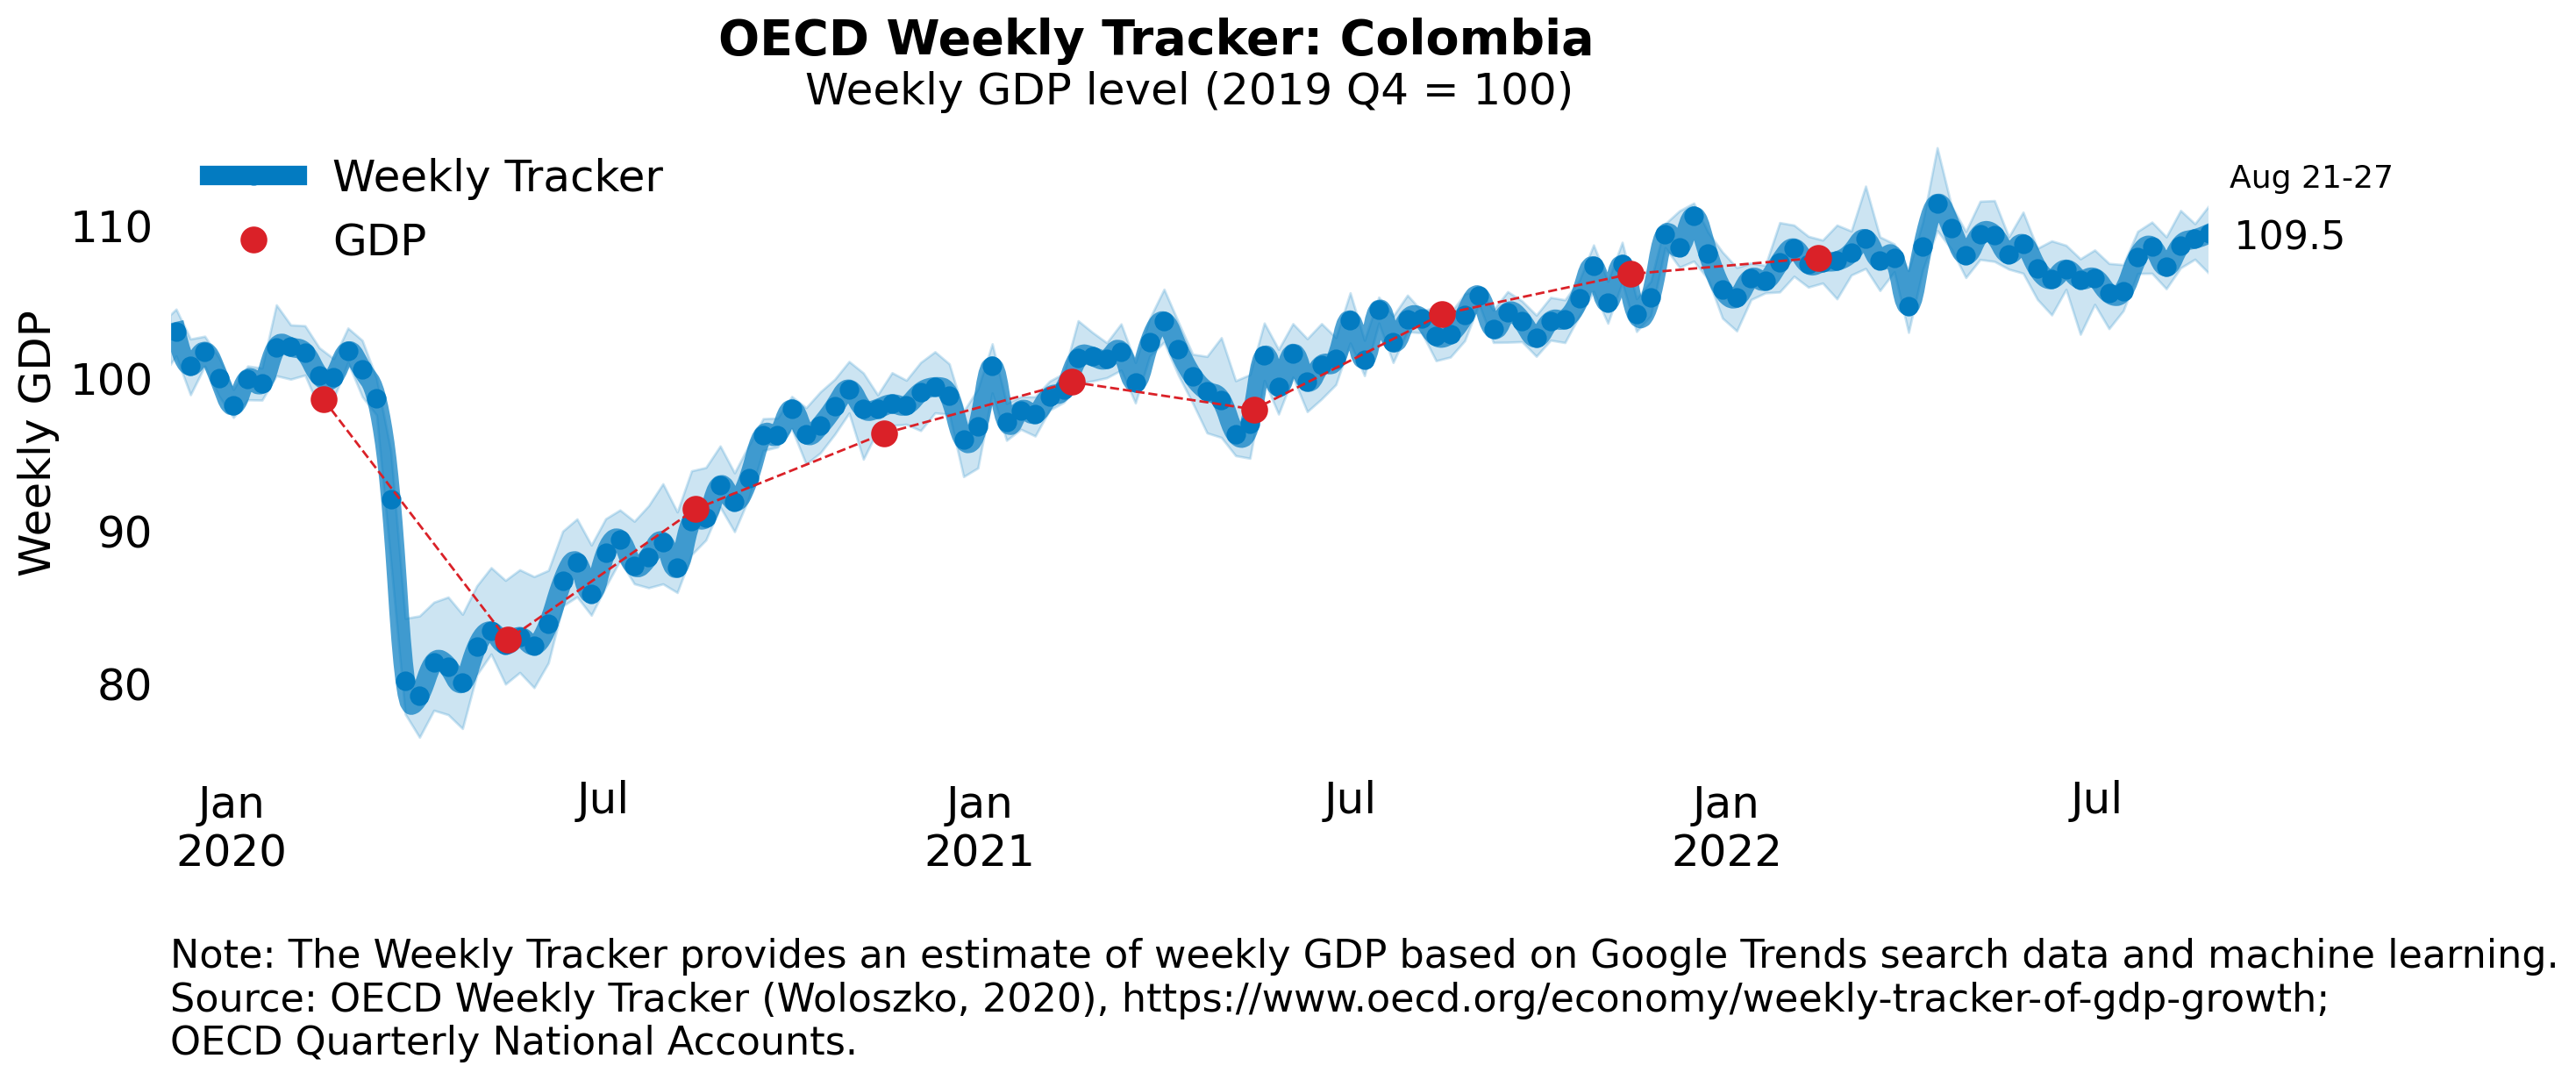 OECD Weekly Tracker: Colombia
Weekly GDP level (2019 Q4 = 100)
Weekly Tracker
GDP
Aug 21-27
109.5
Weekly GDP
110
100
90
80
Jan
2020
Jul
Jan
2021
Jul
Jan
2022
Jul
Note: The Weekly Tracker provides an estimate of weekly GDP based on Google Trends search data and machine learning.
Source: OECD Weekly Tracker (Woloszko, 2020), https://www.oecd.org/economy/weekly-tracker-of-gdp-growth;
OECD Quarterly National Accounts.